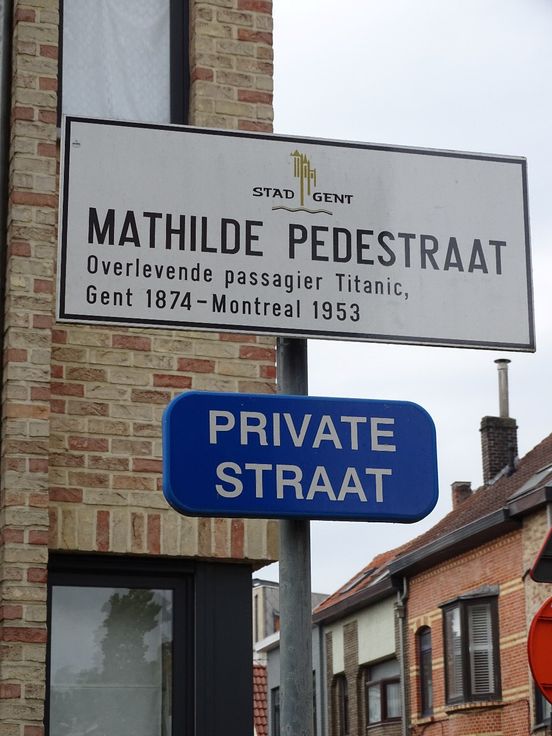 STAD GENT
MATHILDE PEDESTRAAT
Overlevende passagier Titanic,
Gent 1874-Montreal 1953
PRIVATE
STRAAT